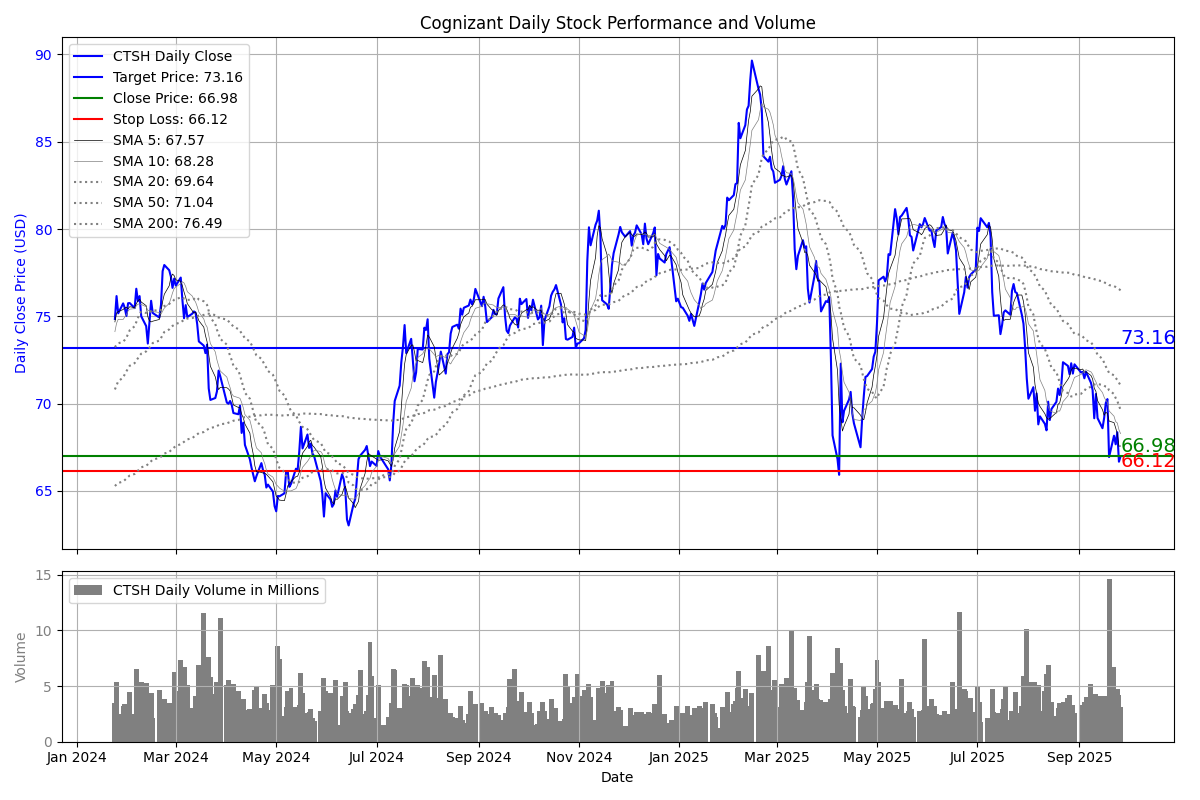 Cognizant Daily Stock Performance and Volume
90
85
80
75
70
65
Daily Close Price (USD)
CTSH Daily Close
Target Price: 73.16
Close Price: 66.98
Stop Loss: 66.12
SMA 5: 67.57
SMA 10: 68.28
SMA 20: 69.64
SMA 50: 71.04
SMA 200: 76.49
73.16
66.98
66.12
15
10
5
0
Volume
CTSH Daily Volume in Millions
Jan 2024 Mar 2024 May 2024 Jul 2024 Sep 2024 Nov 2024 Jan 2025 Mar 2025 May 2025 Jul 2025 Sep 2025
Date